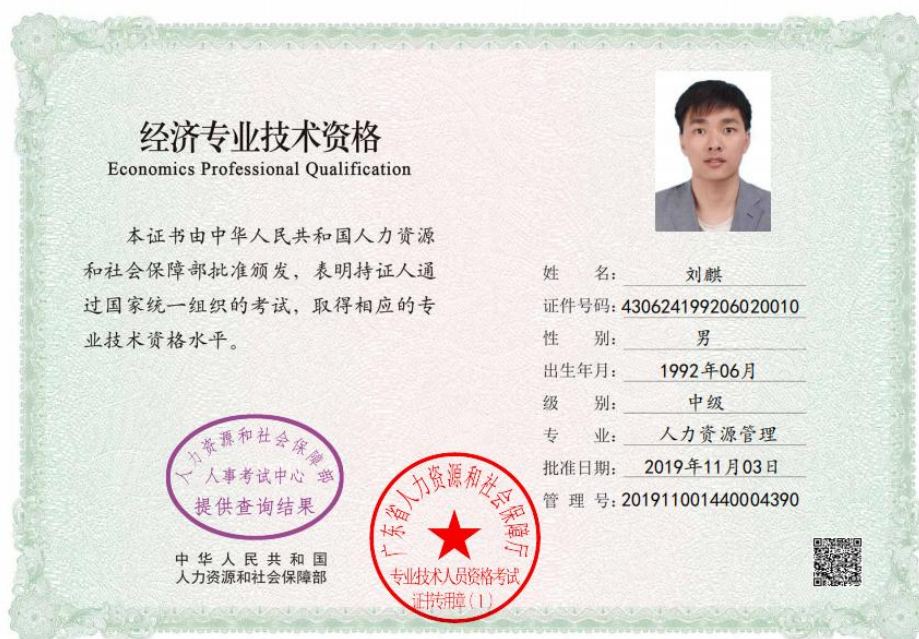 经济专业技术资格
Economics Professional Qualification
本证书由中华人民共和国人力资源
和社会保障部批准颁发，表明持证人通
过国家统一组织的考试，取得相应的专
业技术资格水平。
姓 名： 刘麒
证件号码：430624199206020010
性 别： 男
出生年月： 1992年06月
级 别： 中级
专 业： 人力资源管理
批准日期： 2019年11月03日
管 理 号：201911001440004390
人力资源和社会保障部
人事考试中心
提供查询结果
中华人民共和国
人力资源和社会保障部
广东省人力资源和社会保障厅
专业技术人员资格考试
证书专用章（1）